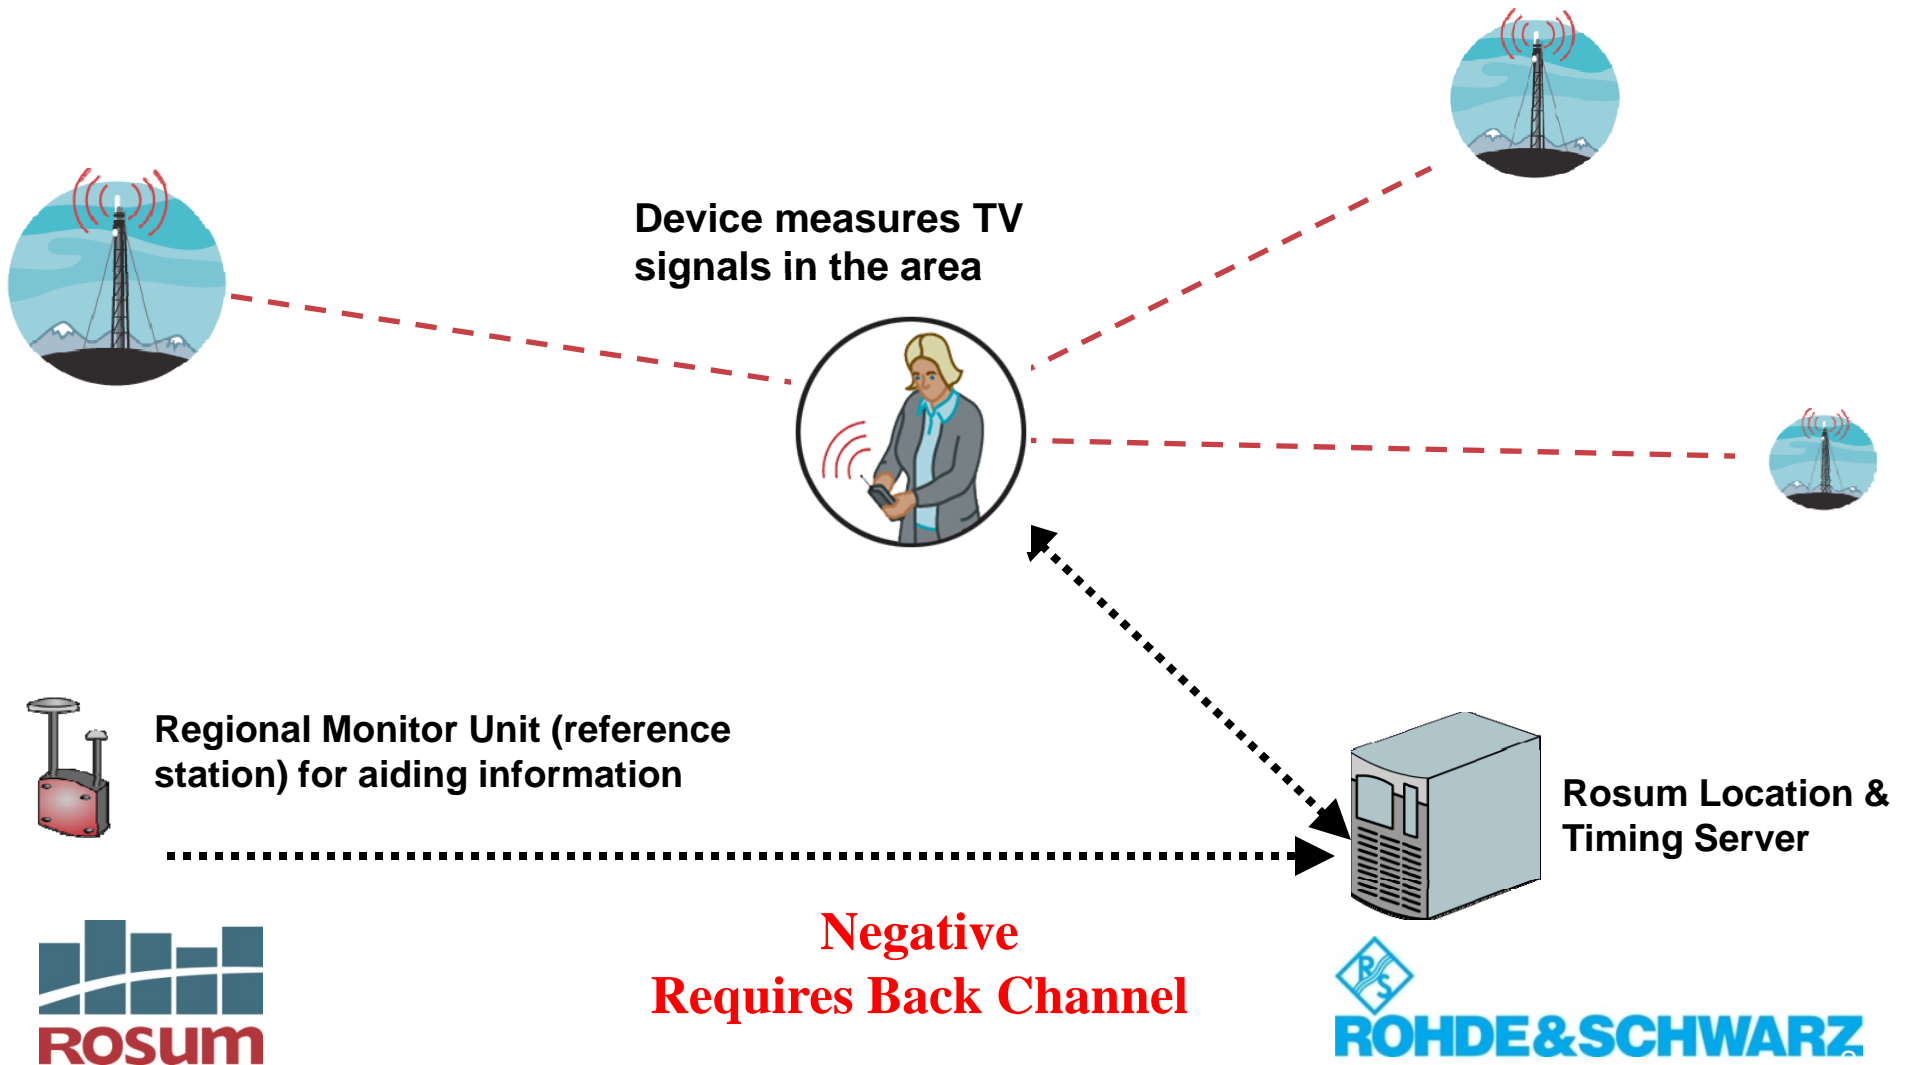 Device measures TV
signals in the area
Regional Monitor Unit (reference
station) for aiding information
Rosum Location &
Timing Server
Negative
Requires Back Channel
ROSUM
R S
ROHDE&SCHWARZ